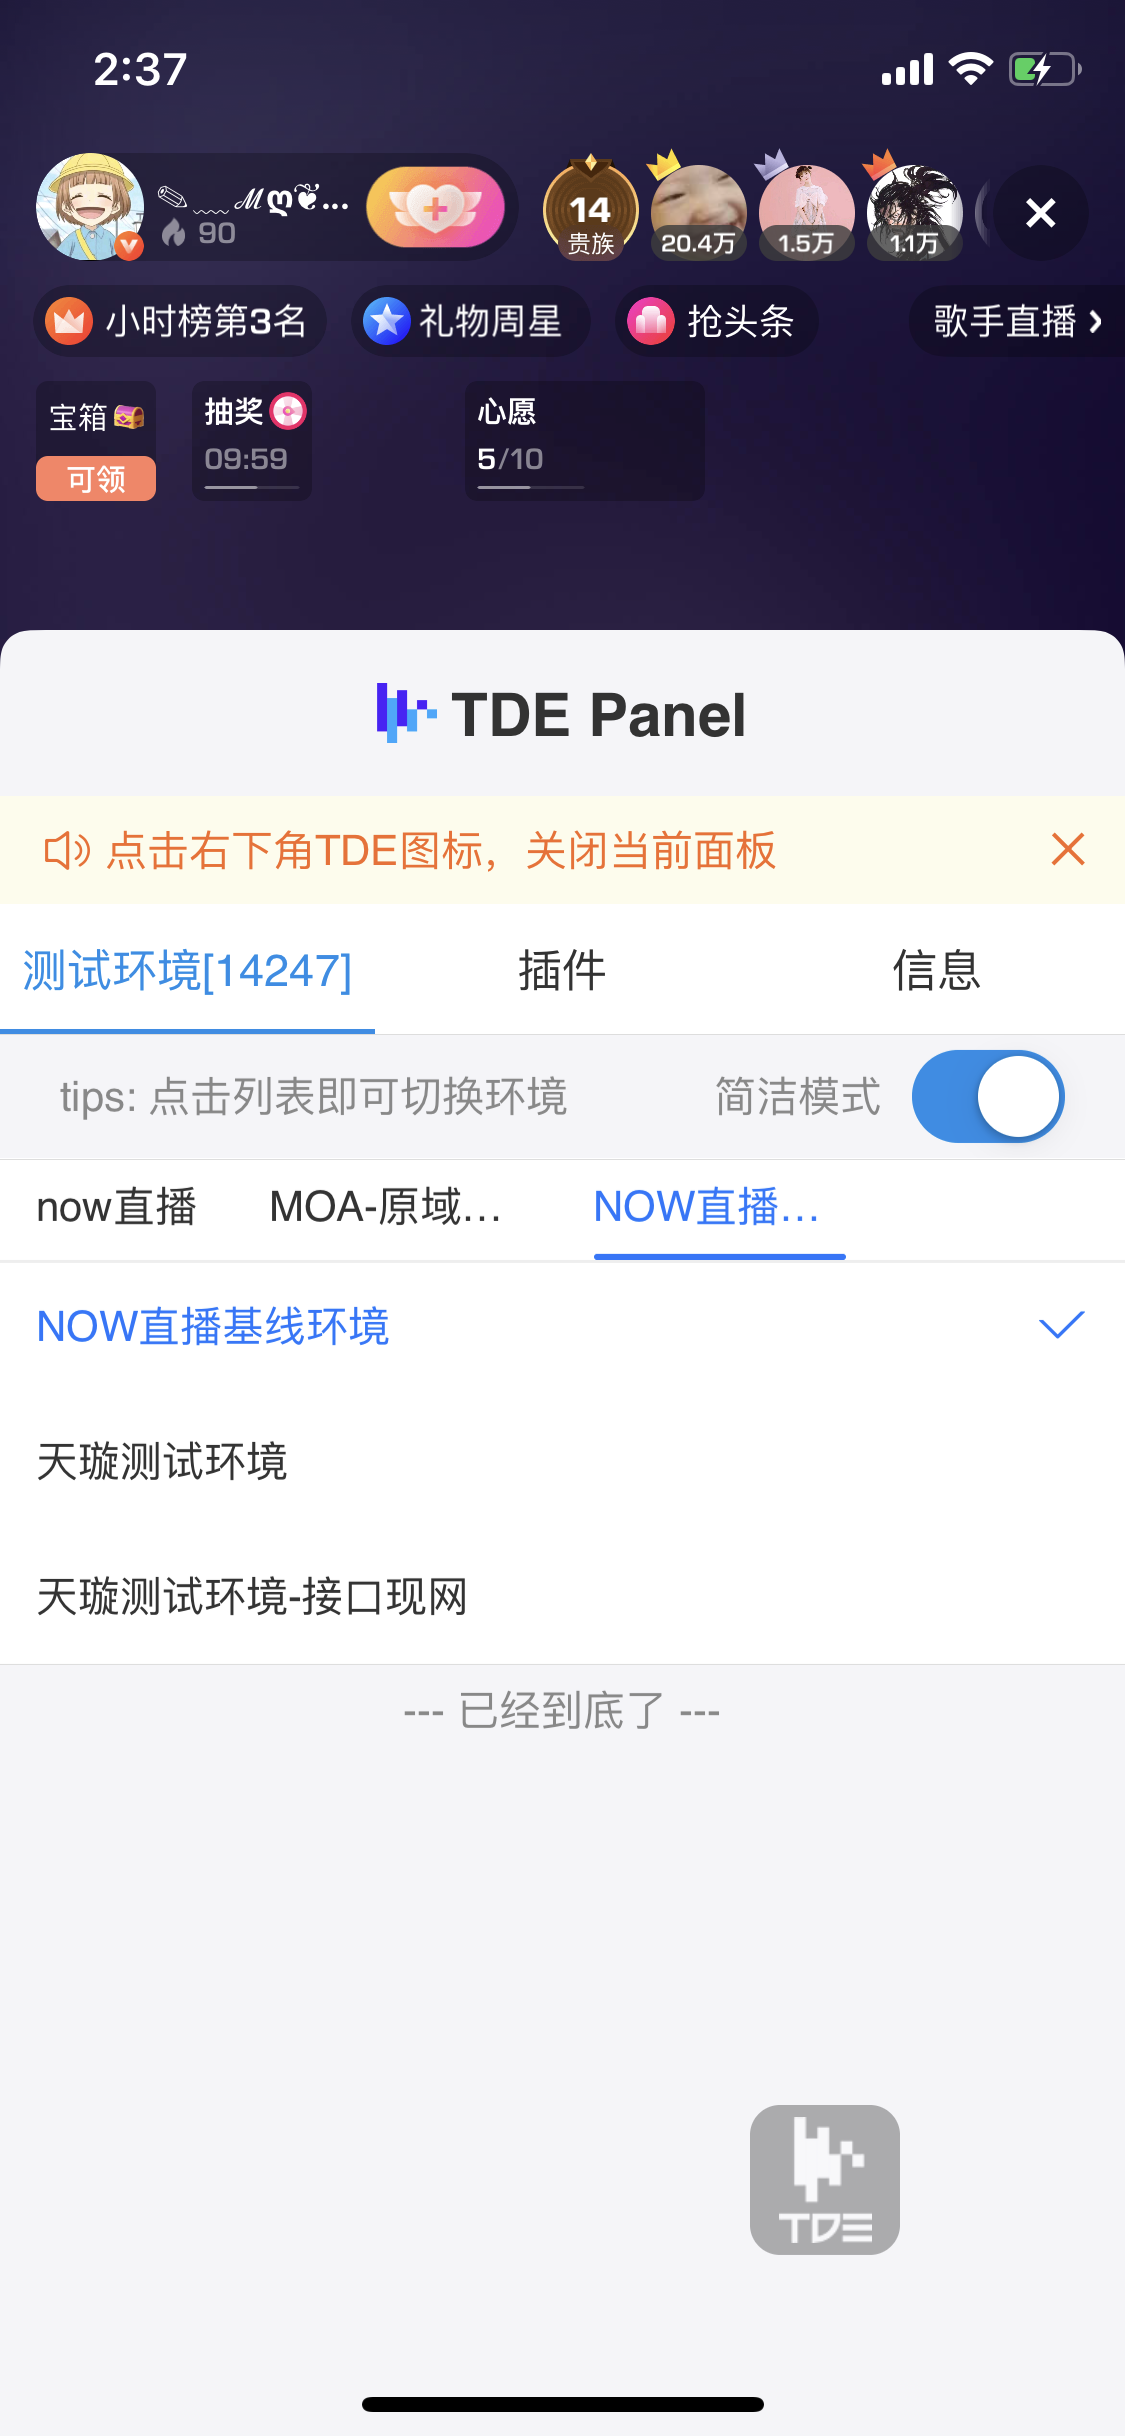 2:37
90
14
贵族
20.4万
1.5万
1.1万
小时榜第3名
礼物周星
抢头条
歌手直播
宝箱
可领
抽奖
09:59
心愿
5/10
TDE Panel
点击右下角TDE图标，关闭当前面板
测试环境[14247]
插件
信息
tips: 点击列表即可切换环境
简洁模式
now直播
MOA-原域...
NOW直播...
NOW直播基线环境
天璇测试环境
天璇测试环境-接口现网
--- 已经到底了 ---
TDE